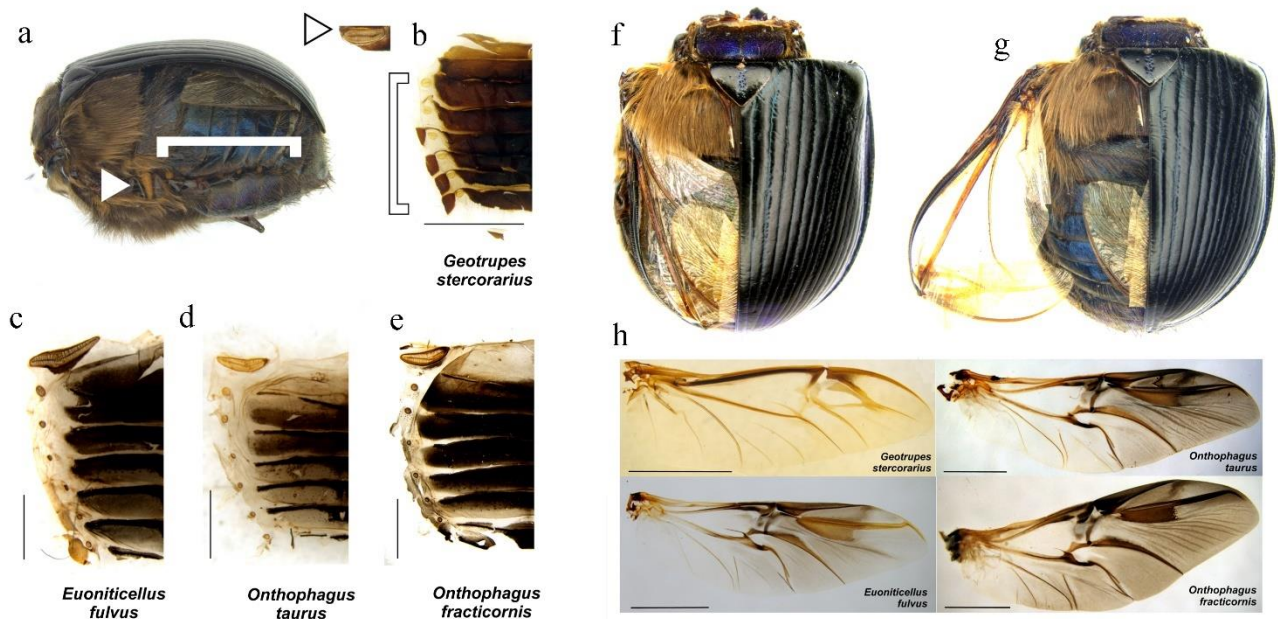 a
b
Geotrupes
stercorarius
c
d
e
Euoniticellus
fulvus
Onthophagus
taurus
Onthophagus
fracticornis
f
g
h
Geotrupes
stercorarius
Onthophagus
taurus
Euoniticellus
fulvus
Onthophagus
fracticornis